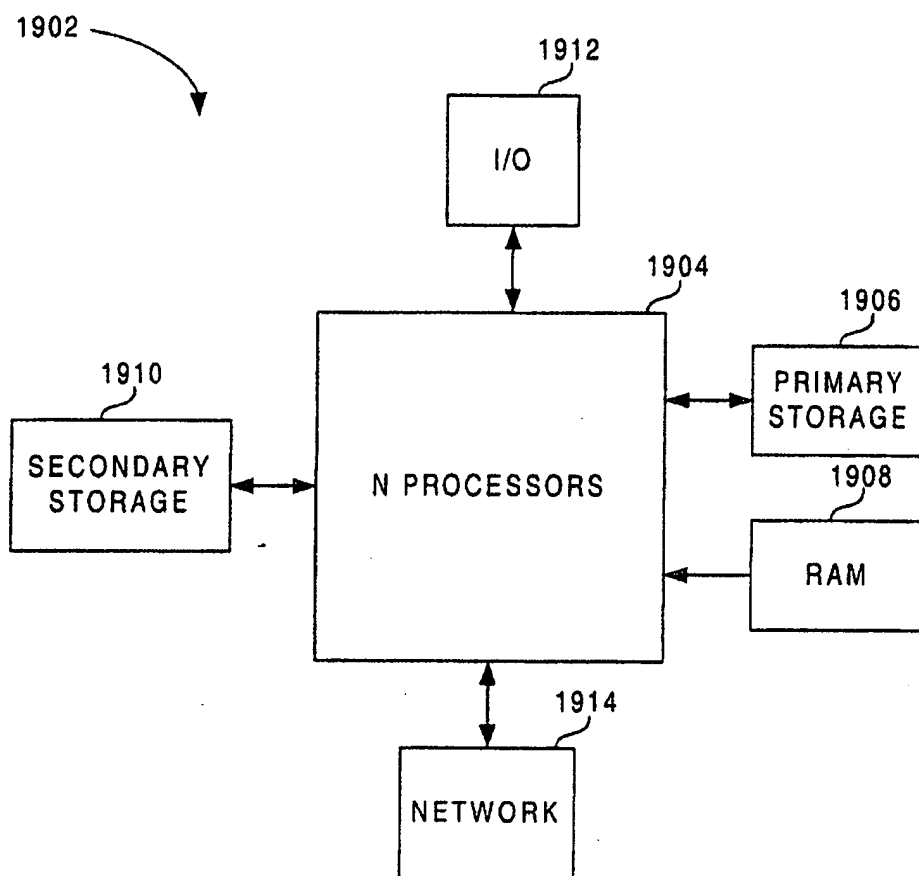 1902
1912
I/O
1904
1906
PRIMARY
STORAGE
1910
SECONDARY
STORAGE
N PROCESSORS
1908
RAM
1914
NETWORK